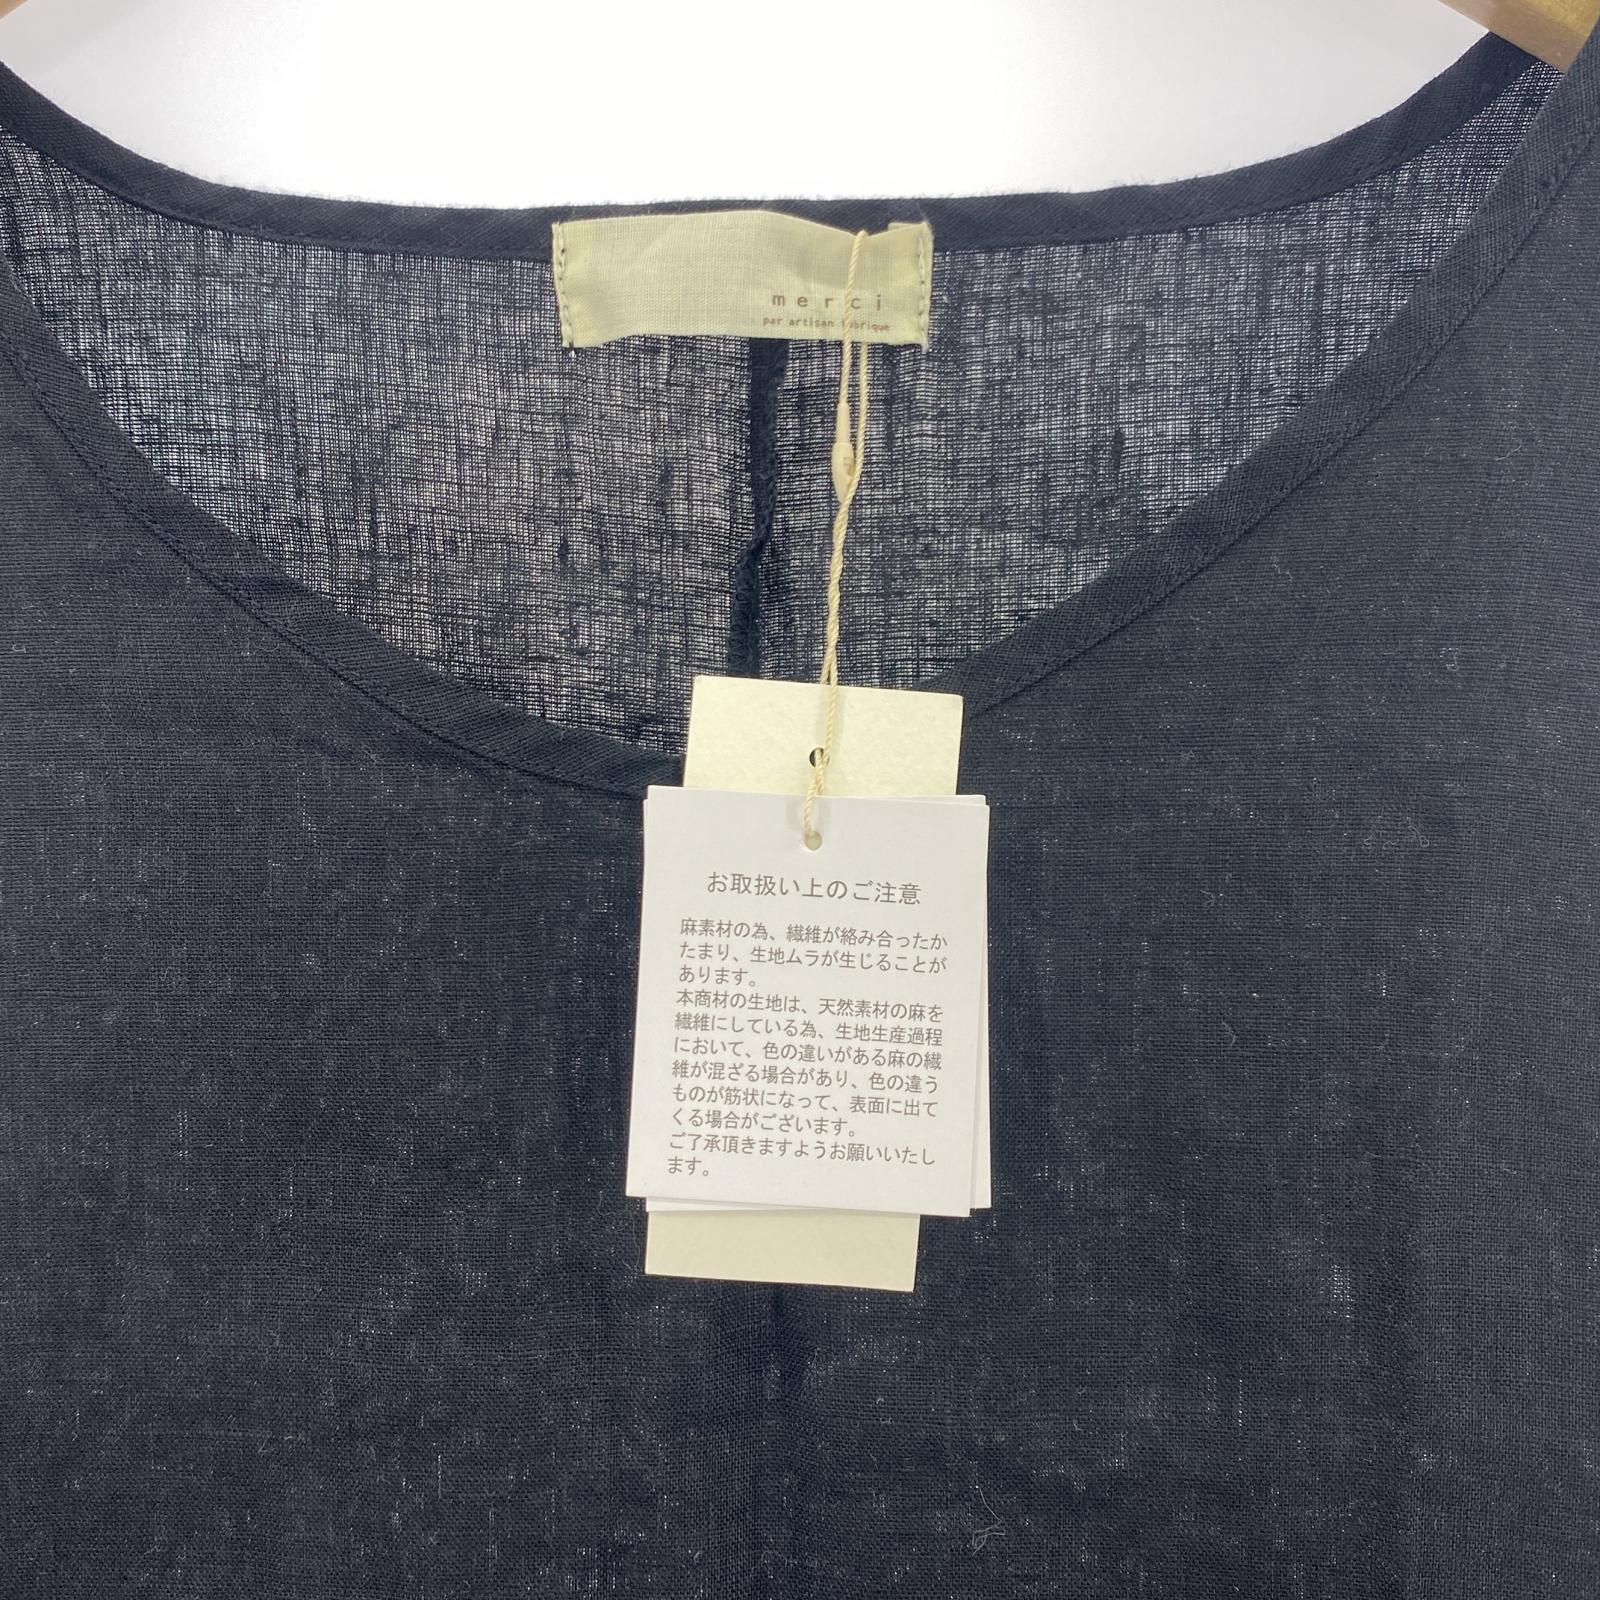 merci
par artisan fabrique
お取扱い上のご注意
麻素材の為、繊維が絡み合ったか
たまり、生地ムラが生じることが
あります。
本商材の生地は、天然素材の麻を
繊維にしている為、生地生産過程
において、色の違いがある麻の繊
維が混ざる場合があり、色の違う
ものが筋状になって、表面に出て
くる場合がございます。
ご了承頂きますようお願いいたし
ます。